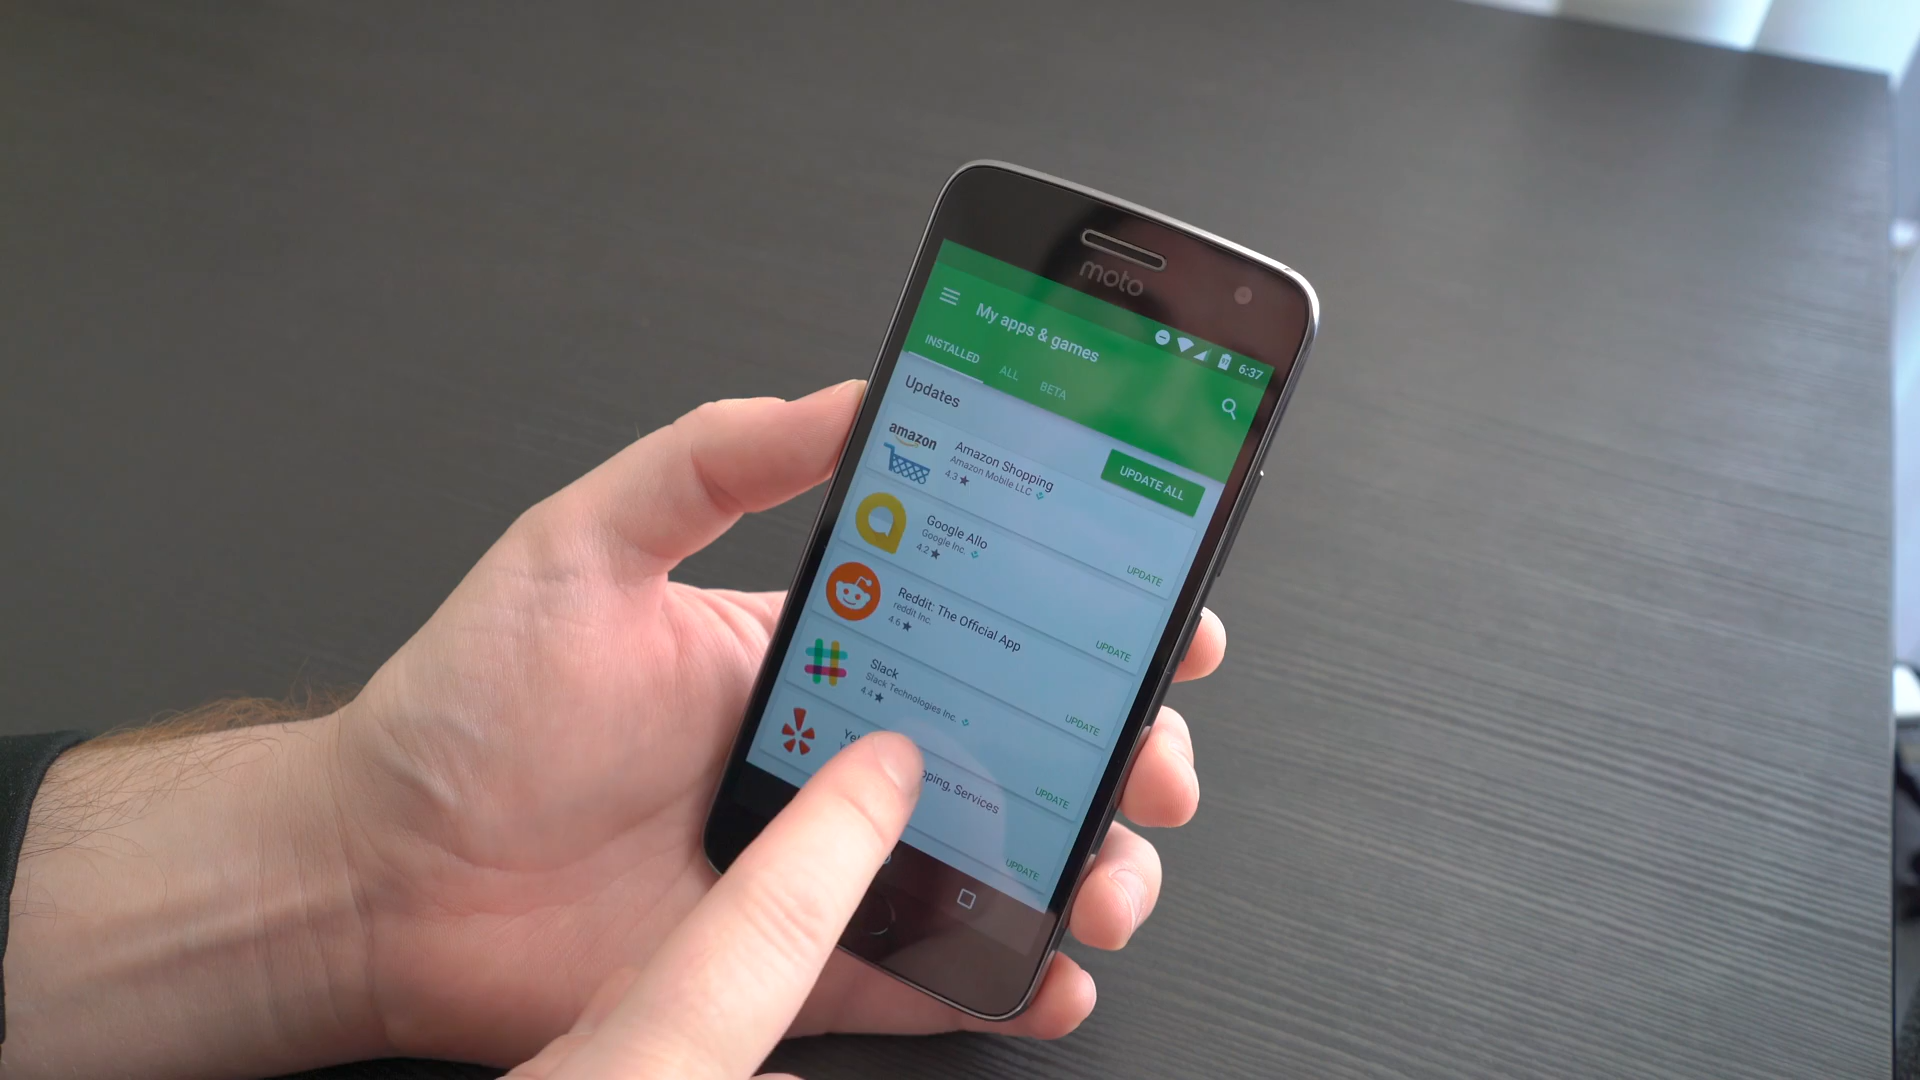 moto
6:37
My apps & games
INSTALLED ALL BETA
Updates
UPDATE ALL
amazon
Amazon Shopping
Amazon Mobile LLC
4.3★
UPDATE
Google Allo
Google Inc.
4.2★
UPDATE
Reddit: The Official App
reddit Inc.
4.6★
UPDATE
Slack
Slack Technologies Inc.
4.4★
UPDATE
Services
UPDATE